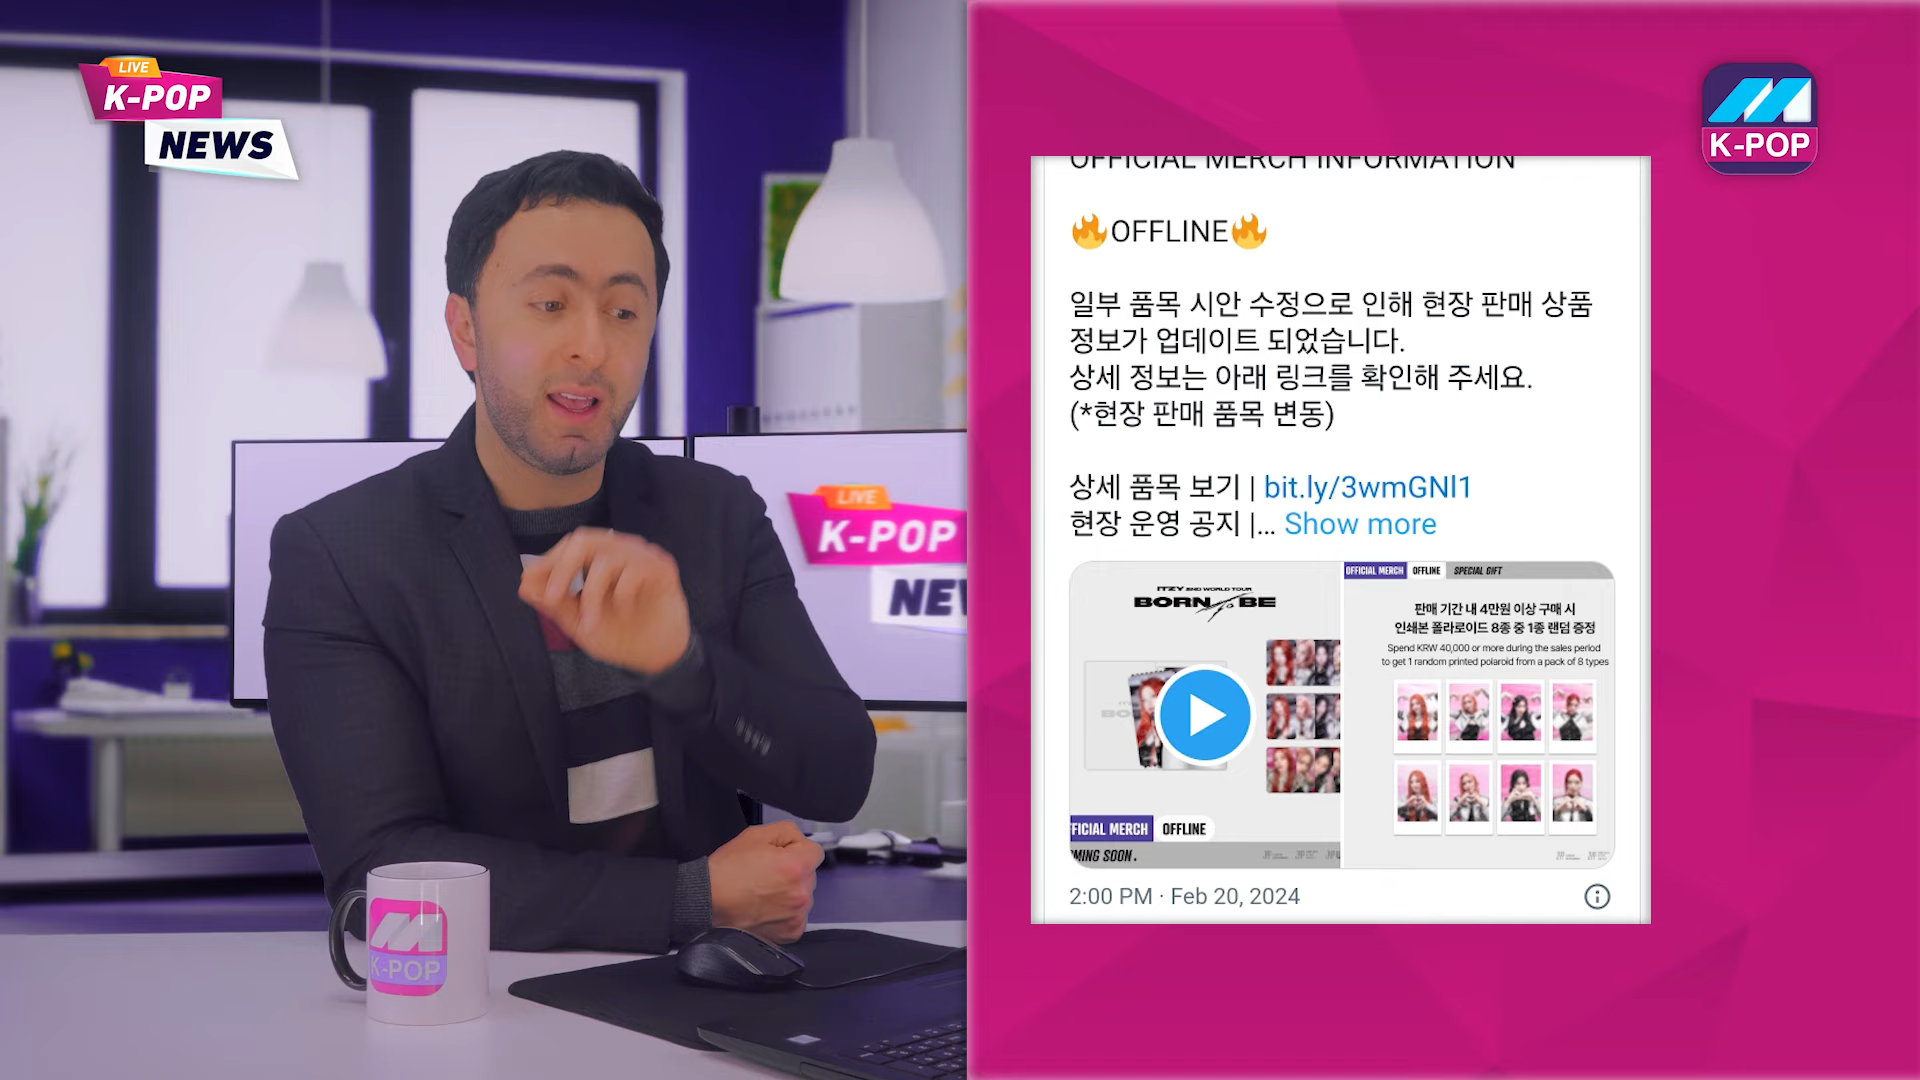 LIVE
K-POP
NEWS
K-POP
OFFICIAL MERCH INFORMATION
🔥OFFLINE🔥
일부 품목 시안 수정으로 인해 현장 판매 상품
정보가 업데이트 되었습니다.
상세 정보는 아래 링크를 확인해 주세요.
(*현장 판매 품목 변동)
상세 품목 보기 | bit.ly/3wmGNl1
현장 운영 공지 |... Show more
ITZY 2ND WORLD TOUR
BORN TO BE
FICIAL MERCH OFFLINE
MING SOON.
OFFICIAL MERCH OFFLINE SPECIAL GIFT
판매 기간 내 4만원 이상 구매 시
인쇄본 폴라로이드 8종 중 1종 랜덤 증정
Spend KRW 40,000 or more during the sales period
to get 1 random printed polaroid from a pack of 8 types
2:00 PM · Feb 20, 2024
LIVE
K-POP
NEW
K-POP